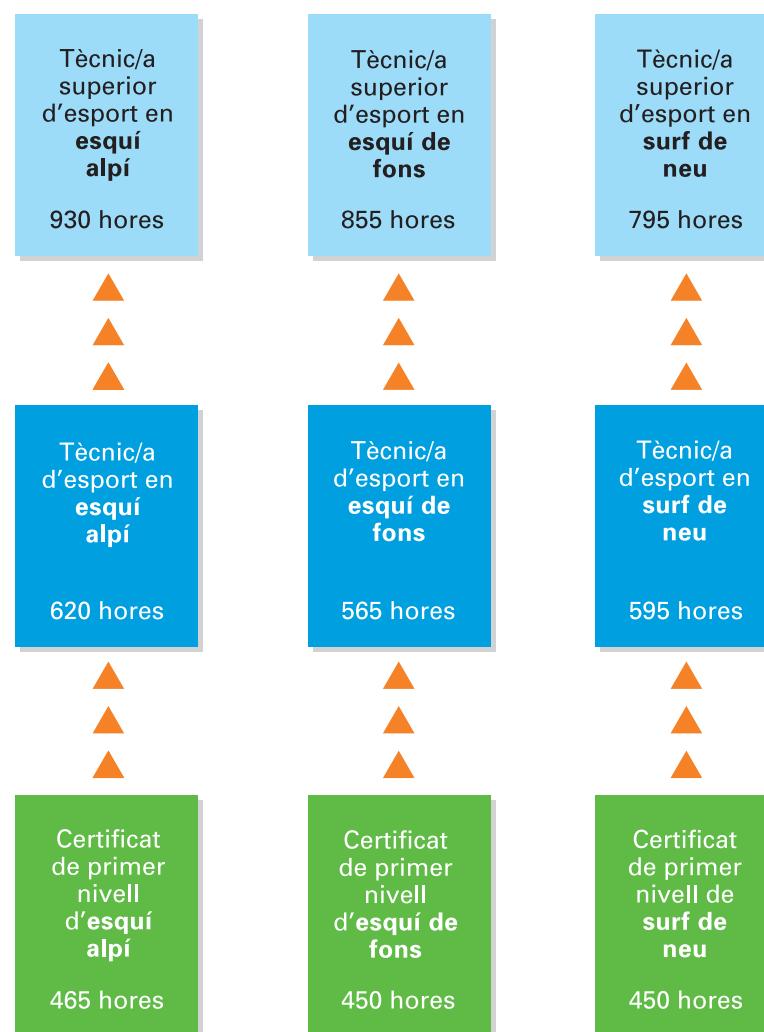 Tècnic/a
superior
d’esport en
esquí
alpí
930 hores
Tècnic/a
superior
d’esport en
esquí de
fons
855 hores
Tècnic/a
superior
d’esport en
surf de
neu
795 hores
Tècnic/a
d’esport en
esquí
alpí
620 hores
Tècnic/a
d’esport en
esquí de
fons
565 hores
Tècnic/a
d’esport en
surf de
neu
595 hores
Certificat
de primer
nivell
d’esquí
alpí
465 hores
Certificat
de primer
nivell
d’esquí de
fons
450 hores
Certificat
de primer
nivell de
surf de
neu
450 hores